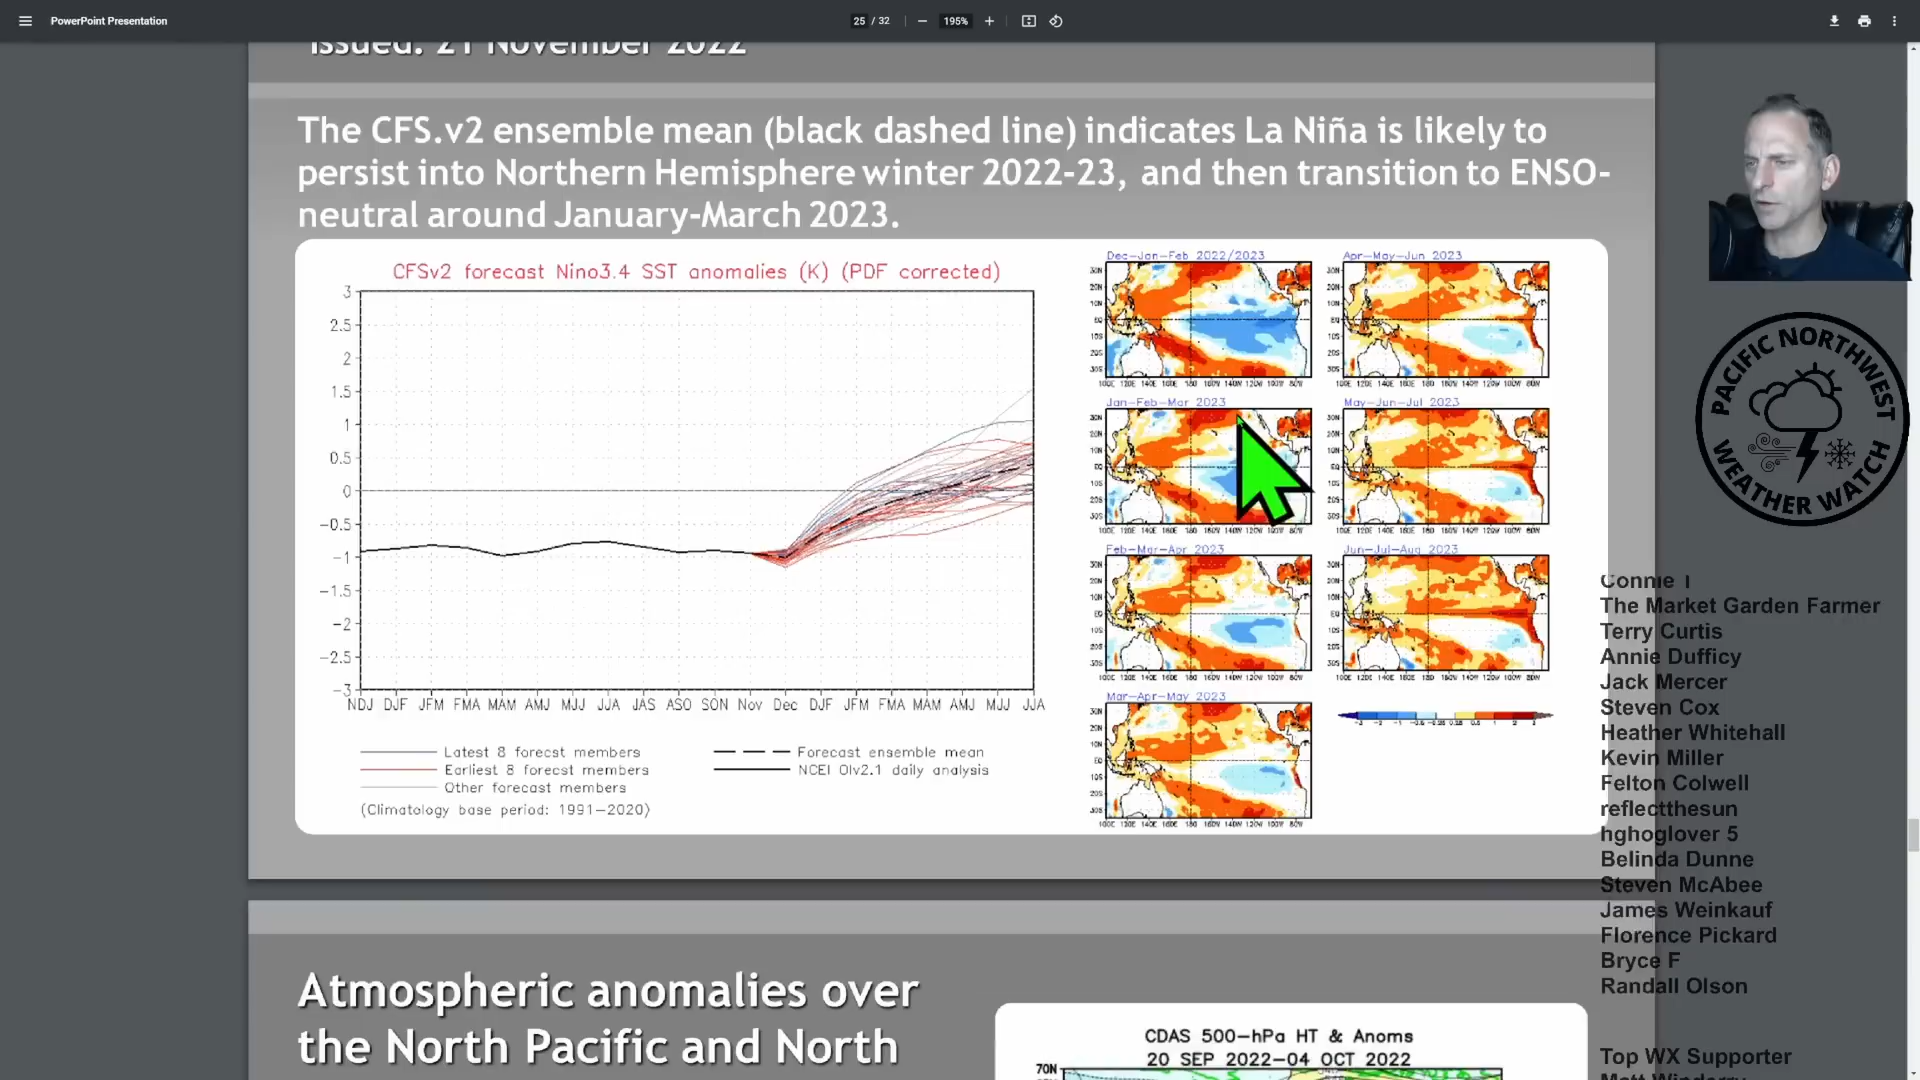 PowerPoint Presentation
25 / 32
195%
Issued: 21 November 2022
The CFS.v2 ensemble mean (black dashed line) indicates La Niña is likely to
persist into Northern Hemisphere winter 2022-23, and then transition to ENSO-
neutral around January-March 2023.
CFSv2 forecast Nino3.4 SST anomalies (K) (PDF corrected)
3
2.5
2
1.5
1
0.5
0
-0.5
-1
-1.5
-2
-2.5
-3
NDJ DJF JFM FMA MAM AMJ MJJ JJA JAS ASO SON Nov Dec DJF JFM FMA MAM AMJ MJJ JJA
Latest 8 forecst members
Earliest 8 forecst members
Other forecast members
(Climatology base period: 1991-2020)
Forecast ensemble mean
NCEI OIv2.1 daily analysis
Dec-Jan-Feb 2022/2023
Apr-May-Jun 2023
Jan-Feb-Mar 2023
May-Jun-Jul 2023
Feb-Mar-Apr 2023
Jun-Jul-Aug 2023
Mar-Apr-May 2023
PACIFIC NORTHWEST
WEATHER WATCH
Connie T
The Market Garden Farmer
Terry Curtis
Annie Dufficy
Jack Mercer
Steven Cox
Heather Whitehall
Kevin Miller
Felton Colwell
reflectthesun
hghoglover 5
Belinda Dunne
Steven McAbee
James Weinkauf
Florence Pickard
Bryce F
Randall Olson
Top WX Supporter
Atmospheric anomalies over
the North Pacific and North
CDAS 500-hPa HT & Anoms
20 SEP 2022-04 OCT 2022
70N